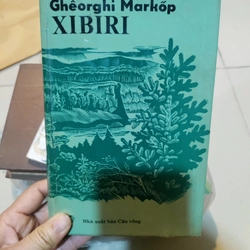 Ghêorghi Markốp
XIBIRI
Nhà xuất bản Cầu vồng